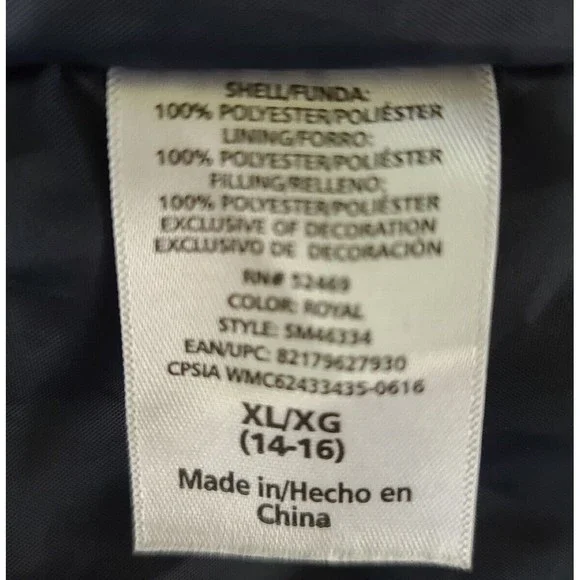 SHELL/FUNDA:
100% POLYESTER/POLIÉSTER
LINING/FORRO:
100% POLYESTER/POLIÉSTER
FILLING/RELLENO:
100% POLYESTER/POLIÉSTER
EXCLUSIVE OF DECORATION
EXCLUSIVO DE DECORACIÓN
RN# 52469
COLOR: ROYAL
STYLE: SM46334
EAN/UPC: 82179627930
CPSIA WMC62433435-0616
XL/XG
(14-16)
Made in/Hecho en
China